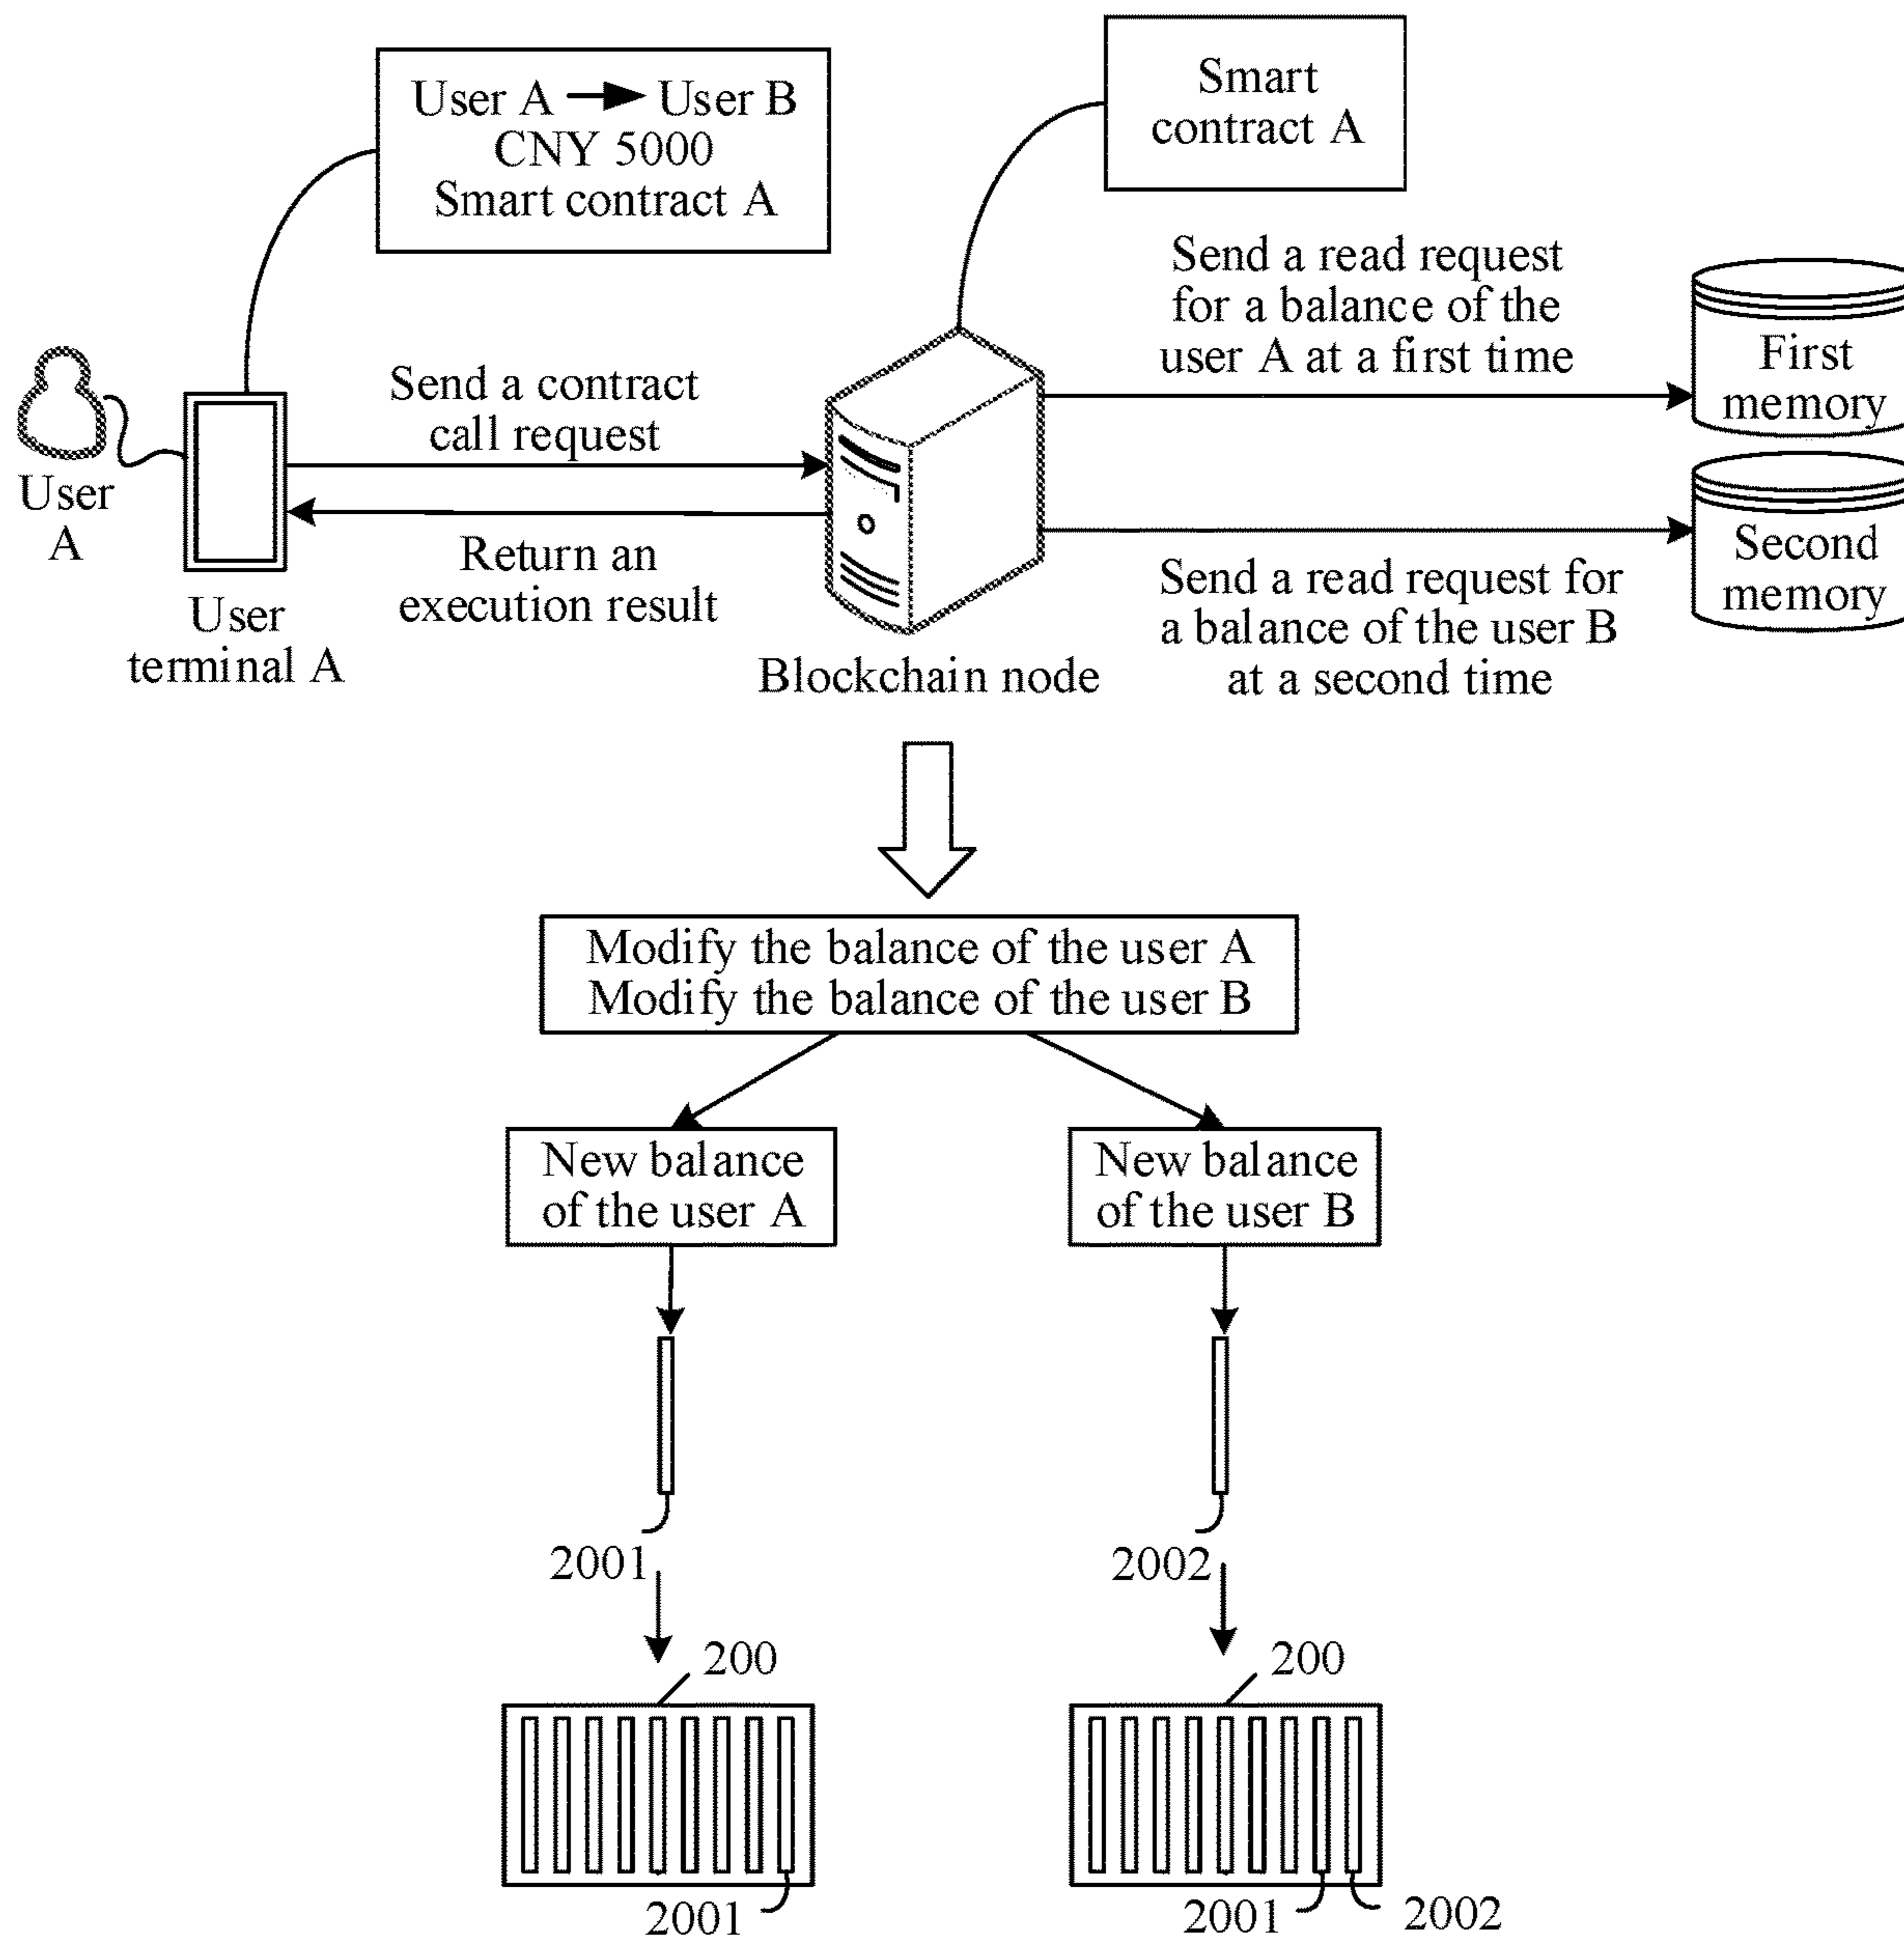 User A → User B
CNY 5000
Smart contract A
Smart
contract A
Send a read request
for a balance of the
user A at a first time
First
memory
Send a contract
call request
User
A
Return an
execution result
User
terminal A
Blockchain node
Second
memory
Send a read request for
a balance of the user B
at a second time
Modify the balance of the user A
Modify the balance of the user B
New balance
of the user A
New balance
of the user B
2001
2002
200
200
2001
2001
2002